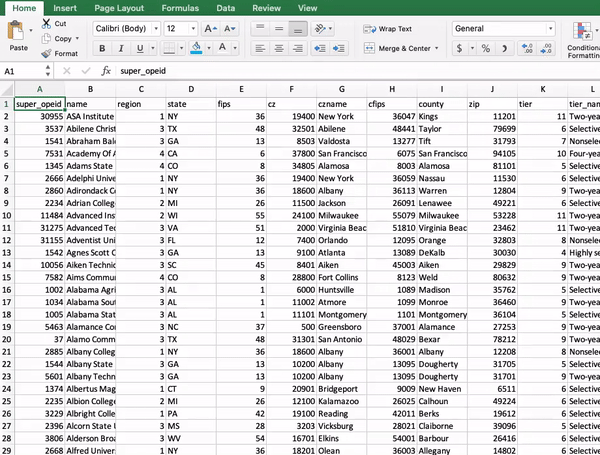 Home Insert Page Layout Formulas Data Review View
Paste Cut Copy Format Calibri (Body) 12 A▲ A▼ B I U A Wrap Text Merge & Center General $ % , Conditional Formatting
A1 fx super_opeid
A B C D E F G H I J K L
1 super_opeid name region state fips cz czname cfips county zip tier tier_name
2 30955 ASA Institute 1 NY 36 19400 New York 36047 Kings 11201 11 Two-year
3 3537 Abilene Christ 3 TX 48 32501 Abilene 48441 Taylor 79699 6 Selective
4 1541 Abraham Bal 3 GA 13 8503 Valdosta 13277 Tift 31793 7 Nonselec
5 7531 Academy Of A 4 CA 6 37800 San Francisco 6075 San Francisco 94105 10 Four-year
6 1345 Adams State 4 CO 8 34805 Alamosa 8003 Alamosa 81101 5 Selective
7 2666 Adelphi Unive 1 NY 36 19400 New York 36059 Nassau 11530 6 Selective
8 2860 Adirondack C 1 NY 36 18600 Albany 36113 Warren 12804 9 Two-year
9 2234 Adrian Colleg 2 MI 26 11500 Jackson 26091 Lenawee 49221 6 Selective
10 11484 Advanced Ins 2 WI 55 24100 Milwaukee 55079 Milwaukee 53228 11 Two-year
11 31275 Advanced Tec 3 VA 51 2000 Virginia Beac 51810 Virginia Beac 23462 11 Two-year
12 31155 Adventist Uni 3 FL 12 7400 Orlando 12095 Orange 32803 8 Nonselec
13 1542 Agnes Scott C 3 GA 13 9100 Atlanta 13089 DeKalb 30030 4 Highly se
14 10056 Aiken Technic 3 SC 45 8401 Aiken 45003 Aiken 29829 9 Two-year
15 7582 Aims Commu 4 CO 8 28800 Fort Collins 8123 Weld 80632 9 Two-year
16 1002 Alabama Agri 3 AL 1 6000 Huntsville 1089 Madison 35762 5 Selective
17 1034 Alabama Sou 3 AL 1 11002 Atmore 1099 Monroe 36460 9 Two-year
18 1005 Alabama Stat 3 AL 1 11101 Montgomery 1101 Montgomery 36104 5 Selective
19 5463 Alamance Co 3 NC 37 500 Greensboro 37001 Alamance 27253 9 Two-year
20 37 Alamo Comm 3 TX 48 31301 San Antonio 48029 Bexar 78212 9 Two-year
21 2885 Albany Colleg 1 NY 36 18600 Albany 36001 Albany 12208 8 Nonselec
22 1544 Albany State 3 GA 13 10200 Albany 13095 Dougherty 31705 5 Selective
23 5601 Albany Techn 3 GA 13 10200 Albany 13095 Dougherty 31701 9 Two-year
24 1374 Albertus Mag 1 CT 9 20901 Bridgeport 9009 New Haven 6511 6 Selective
25 2235 Albion College 2 MI 26 12100 Kalamazoo 26025 Calhoun 49224 6 Selective
26 3229 Albright Colle 1 PA 42 19100 Reading 42011 Berks 19612 6 Selective
27 2396 Alcorn State U 3 MS 28 3203 Vicksburg 28021 Claiborne 39096 5 Selective
28 3806 Alderson Broa 3 WV 54 16701 Elkins 54001 Barbour 26416 6 Selective
29 2668 Alfred Univer 1 NY 36 18201 Olean 36003 Allegany 14802 6 Selective